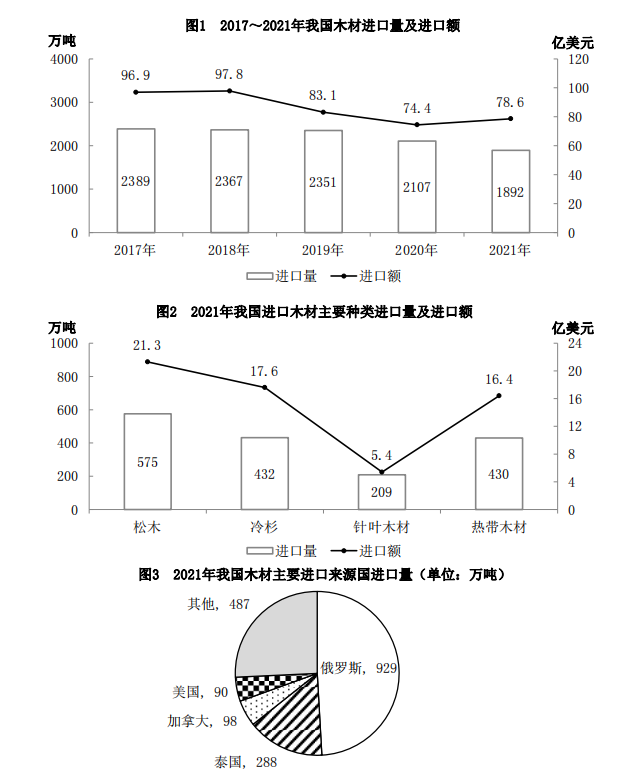 图1 2017～2021年我国木材进口量及进口额
万吨 亿美元
4000 120
96.9 97.8 83.1 74.4 78.6
3000 100
80
2000 60
2389 2367 2351 2107 1892
1000 40
20
0 0
2017年 2018年 2019年 2020年 2021年
进口量 进口额
图2 2021年我国进口木材主要种类进口量及进口额
万吨 亿美元
1000 24
21.3 17.6 5.4 16.4
800 20
600 16
12
400 8
575 432 209 430
200 4
0 0
松木 冷杉 针叶木材 热带木材
进口量 进口额
图3 2021年我国木材主要进口来源国进口量（单位：万吨）
其他，487
俄罗斯，929
美国，90
加拿大，98
泰国，288